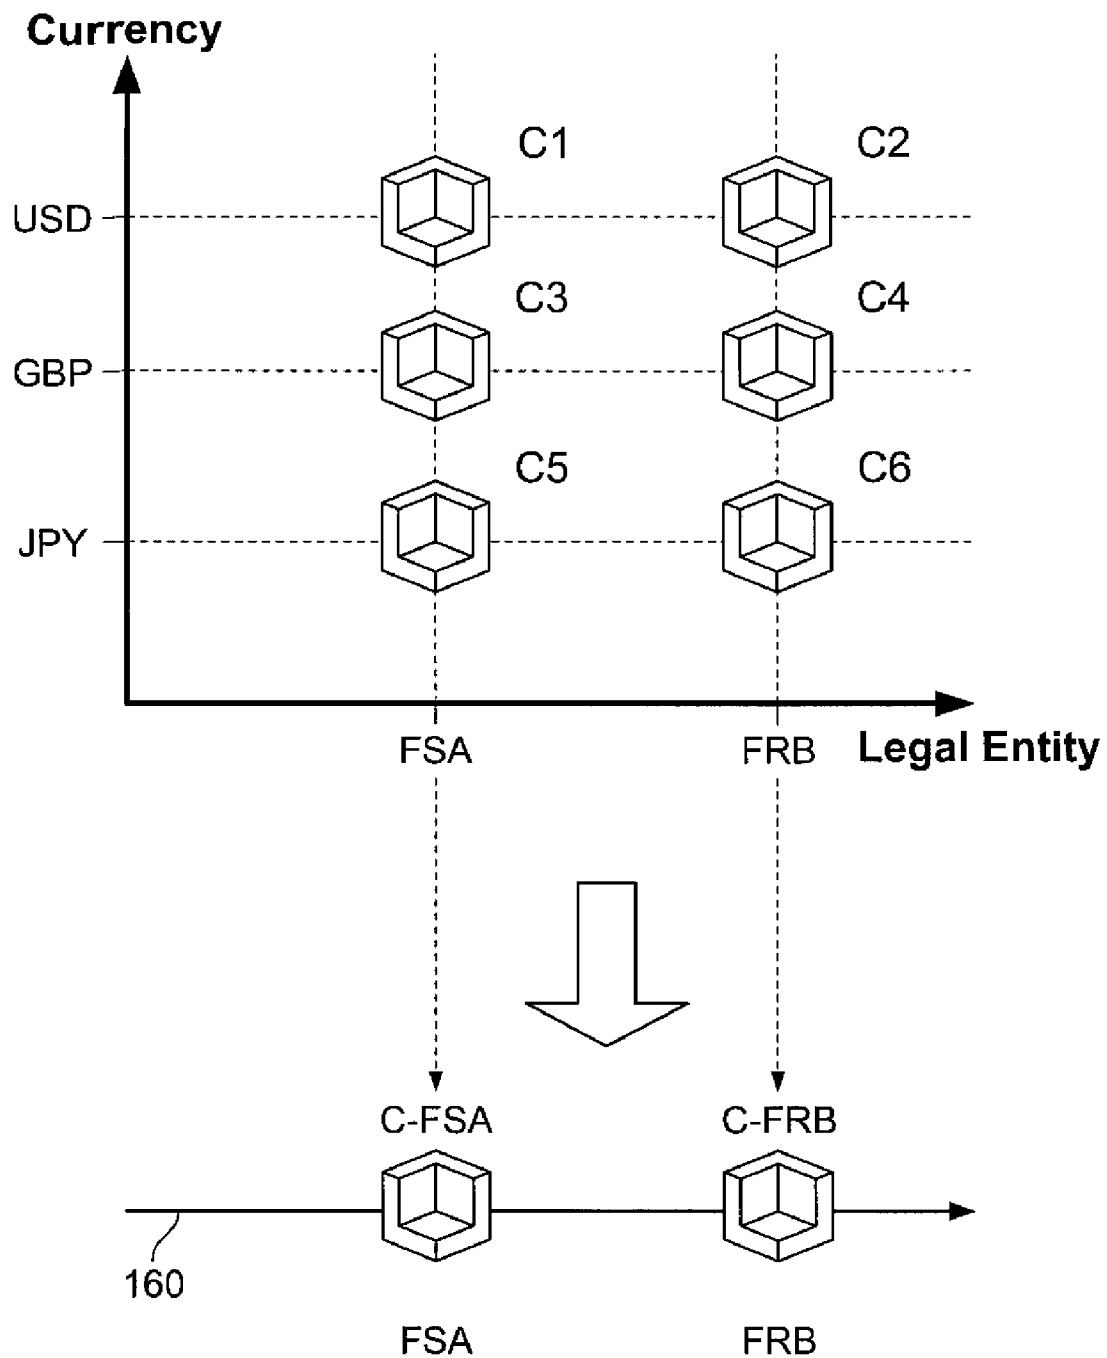 Currency
C1 C2
USD
C3 C4
GBP
C5 C6
JPY
FSA FRB Legal Entity
C-FSA C-FRB
160
FSA FRB